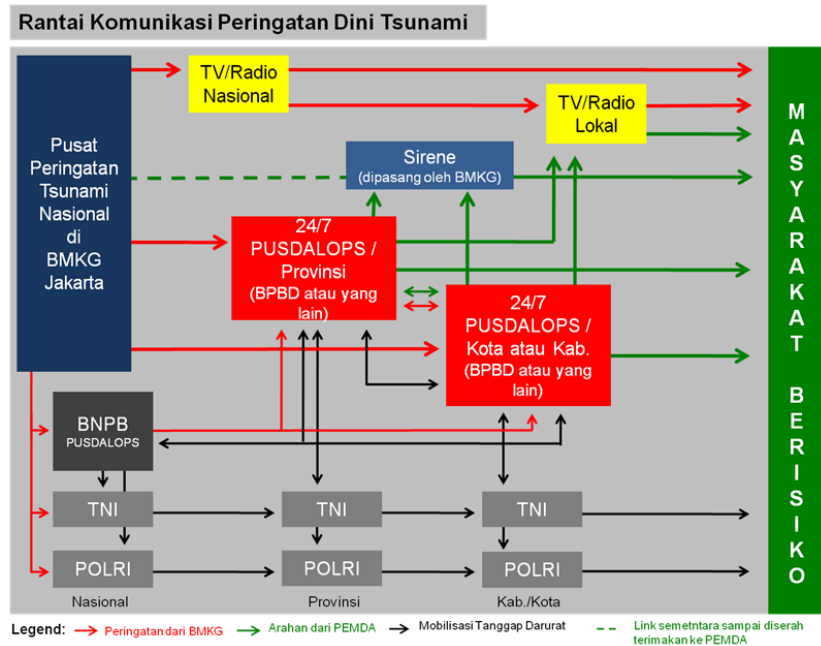 Rantai Komunikasi Peringatan Dini Tsunami
Pusat
Peringatan
Tsunami
Nasional
di
BMKG
Jakarta
TV/Radio
Nasional
TV/Radio
Lokal
Sirene
(dipasang oleh BMKG)
24/7
PUSDALOPS /
Provinsi
(BPBD atau yang
lain)
24/7
PUSDALOPS /
Kota atau Kab.
(BPBD atau yang
lain)
BNPB
PUSDALOPS
TNI
TNI
TNI
POLRI
POLRI
POLRI
Nasional
Provinsi
Kab./Kota
MASYARAKAT BERISIKO
Legend:
Peringatan dari BMKG
Arahan dari PEMDA
Mobilisasi Tanggap Darurat
Link semetntara sampai diserah
terimakan ke PEMDA